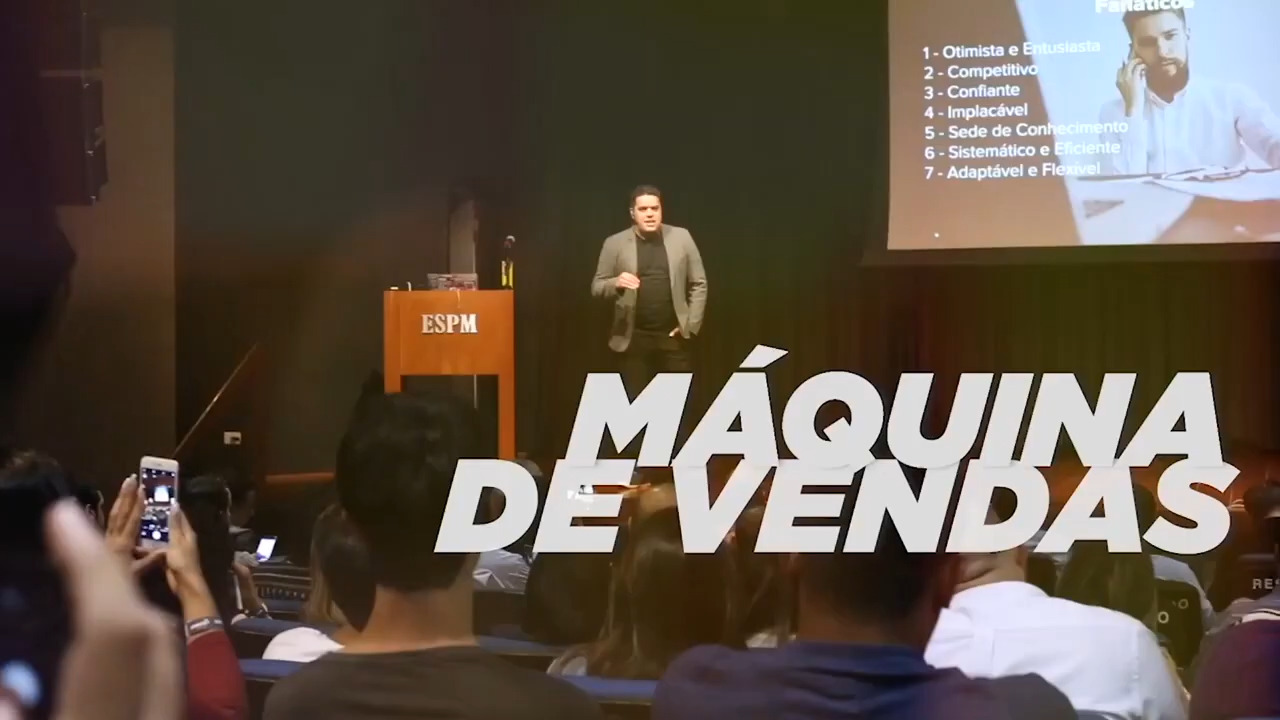 Fanáticos
1 - Otimista e Entusiasta
2 - Competitivo
3 - Confiante
4 - Implacável
5 - Sede de Conhecimento
6 - Sistemático e Eficiente
7 - Adaptável e Flexível
ESPM
MÁQUINA
DE VENDAS